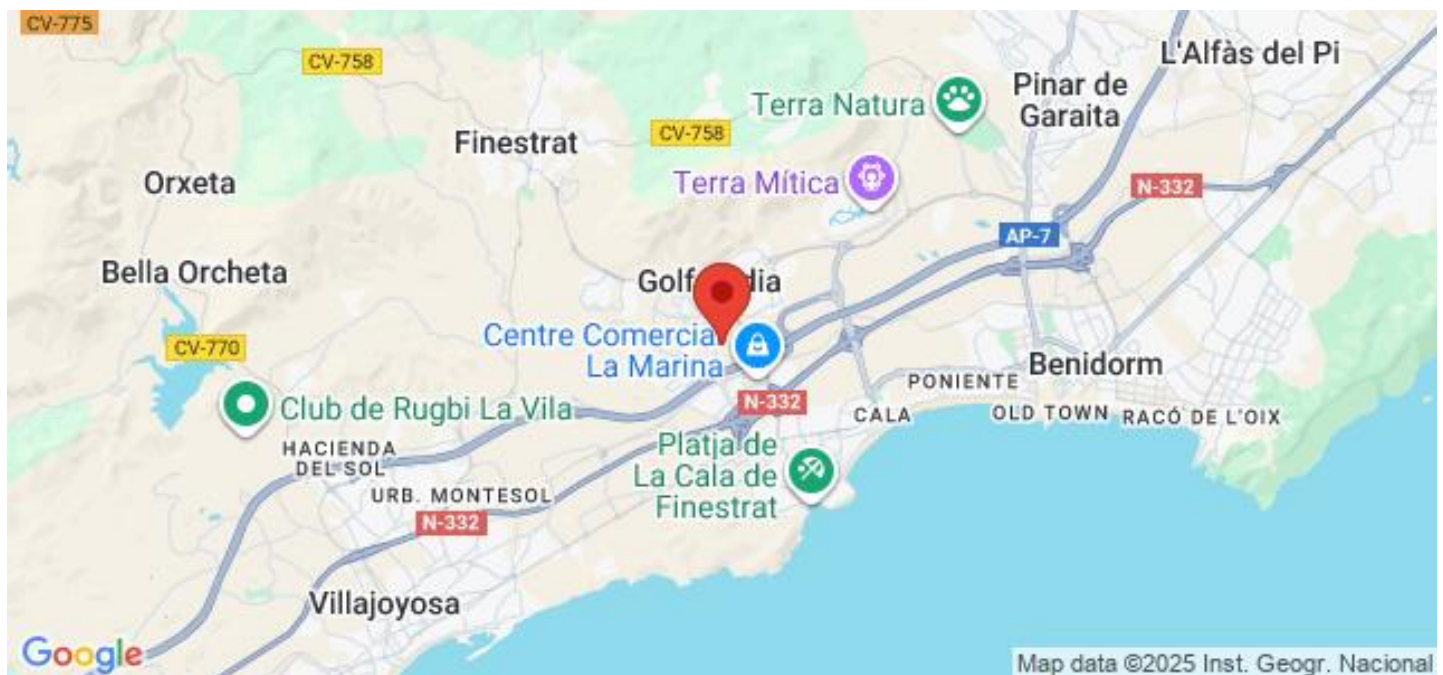 CV-775
L'Alfàs del Pi
CV-758
Pinar de
Garaita
Terra Natura
Finestrat
CV-758
Orxeta
Terra Mítica
N-332
AP-7
Bella Orcheta
Centre Comercial
La Marina
CV-770
Benidorm
PONIENTE
N-332
CALA
OLD TOWN
RACÓ DE L'OIX
Club de Rugbi La Vila
HACIENDA
DEL SOL
Platja de
La Cala de
Finestrat
URB. MONTESOL
N-332
Villajoyosa
Google
Map data ©2025 Inst. Geogr. Nacional